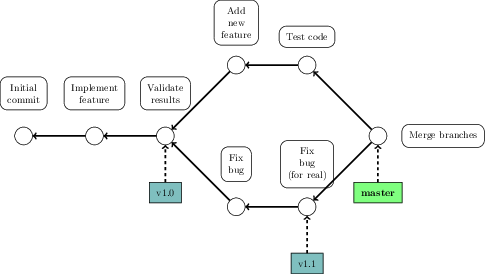 Add
new
feature
Test code
Initial
commit
Implement
feature
Validate
results
Merge branches
Fix
bug
Fix
bug
(for real)
v1.0
master
v1.1